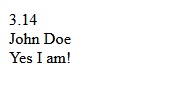 3.14
John Doe
Yes I am!